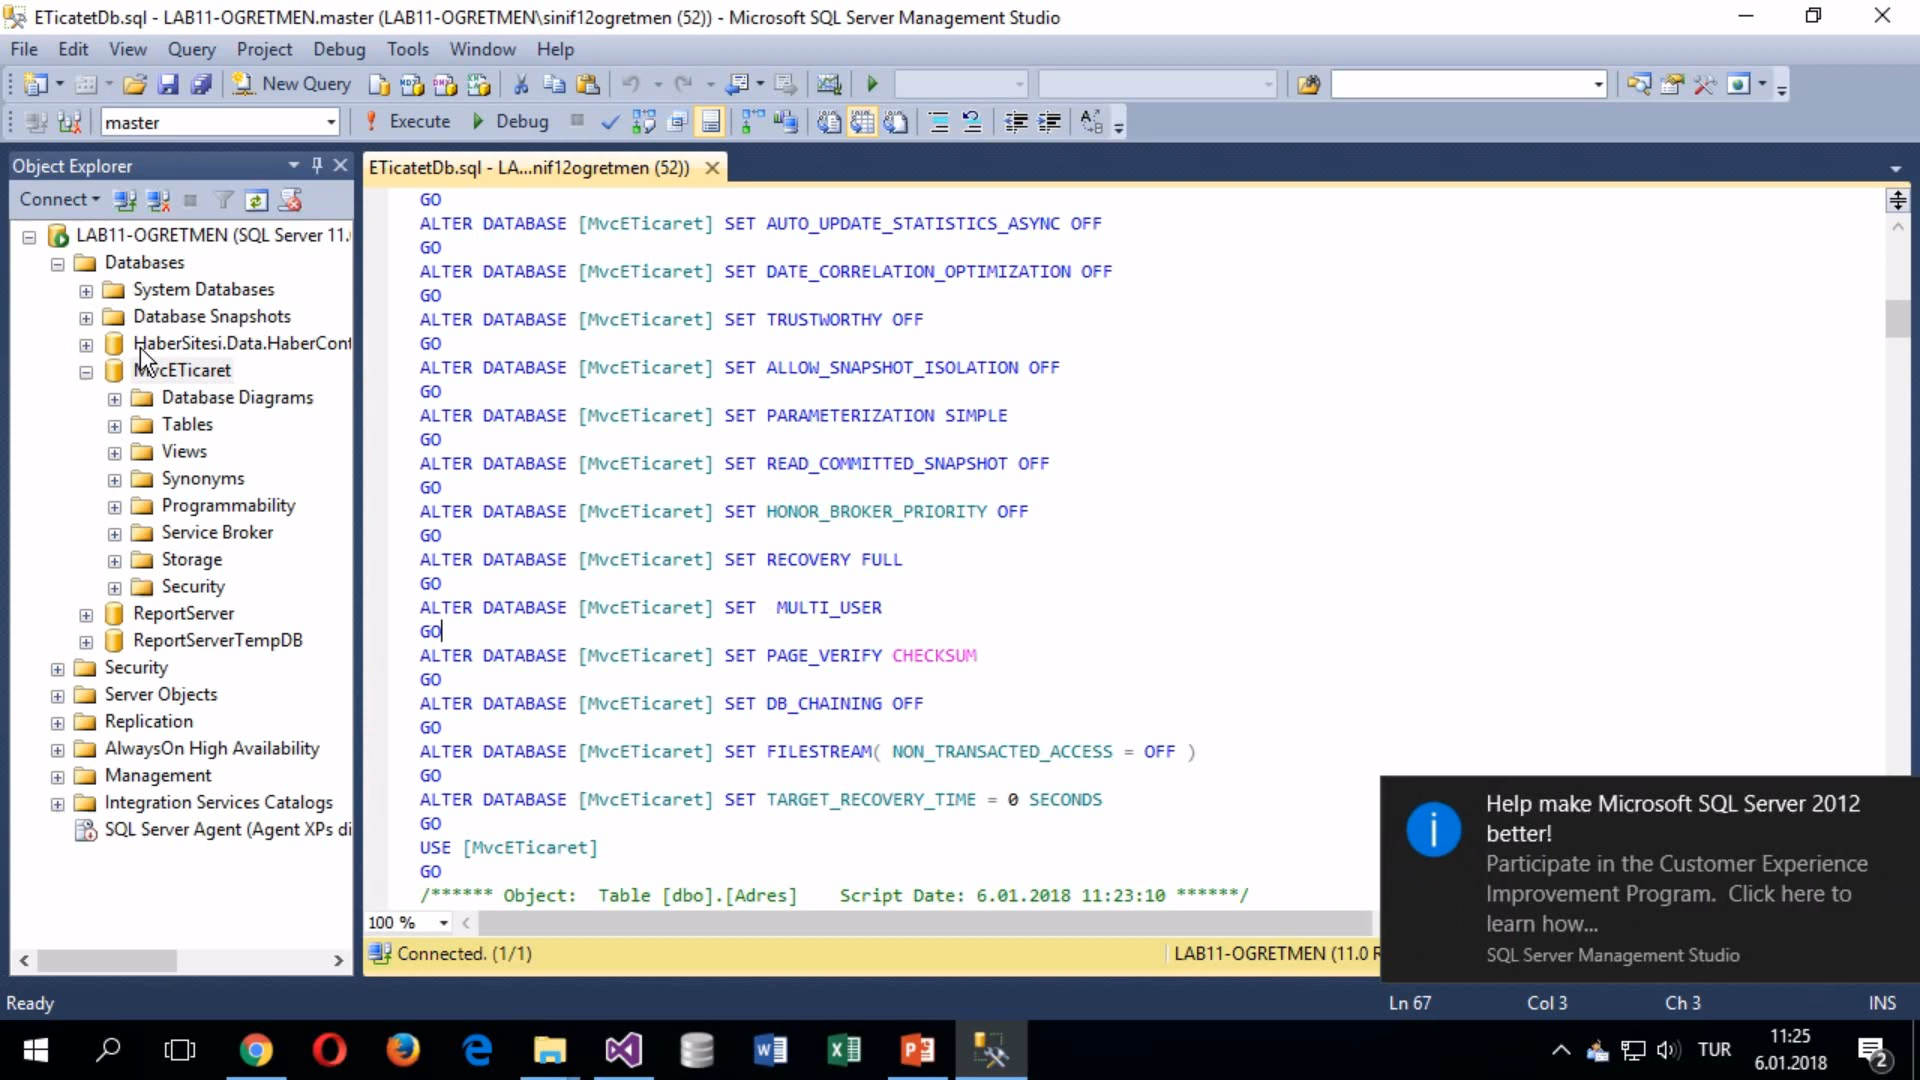 ETicatetDb.sql - LAB11-OGRETMEN.master (LAB11-OGRETMEN\sinif12ogretmen (52)) - Microsoft SQL Server Management Studio
File Edit View Query Project Debug Tools Window Help
New Query
master Execute Debug
Object Explorer
Connect
LAB11-OGRETMEN (SQL Server 11.
Databases
System Databases
Database Snapshots
HaberSitesi.Data.HaberCont
MvcETicaret
Database Diagrams
Tables
Views
Synonyms
Programmability
Service Broker
Storage
Security
ReportServer
ReportServerTempDB
Security
Server Objects
Replication
AlwaysOn High Availability
Management
Integration Services Catalogs
SQL Server Agent (Agent XPs di
ETicatetDb.sql - LA...nif12ogretmen (52))
GO
ALTER DATABASE [MvcETicaret] SET AUTO_UPDATE_STATISTICS_ASYNC OFF
GO
ALTER DATABASE [MvcETicaret] SET DATE_CORRELATION_OPTIMIZATION OFF
GO
ALTER DATABASE [MvcETicaret] SET TRUSTWORTHY OFF
GO
ALTER DATABASE [MvcETicaret] SET ALLOW_SNAPSHOT_ISOLATION OFF
GO
ALTER DATABASE [MvcETicaret] SET PARAMETERIZATION SIMPLE
GO
ALTER DATABASE [MvcETicaret] SET READ_COMMITTED_SNAPSHOT OFF
GO
ALTER DATABASE [MvcETicaret] SET HONOR_BROKER_PRIORITY OFF
GO
ALTER DATABASE [MvcETicaret] SET RECOVERY FULL
GO
ALTER DATABASE [MvcETicaret] SET  MULTI_USER
GO
ALTER DATABASE [MvcETicaret] SET PAGE_VERIFY CHECKSUM
GO
ALTER DATABASE [MvcETicaret] SET DB_CHAINING OFF
GO
ALTER DATABASE [MvcETicaret] SET FILESTREAM( NON_TRANSACTED_ACCESS = OFF )
GO
ALTER DATABASE [MvcETicaret] SET TARGET_RECOVERY_TIME = 0 SECONDS
GO
USE [MvcETicaret]
GO
/****** Object:  Table [dbo].[Adres]    Script Date: 6.01.2018 11:23:10 ******/
100 %
Connected. (1/1) LAB11-OGRETMEN (11.0 R
Help make Microsoft SQL Server 2012
better!
Participate in the Customer Experience
Improvement Program. Click here to
learn how...
SQL Server Management Studio
Ready Ln 67 Col 3 Ch 3 INS
TUR 11:25
6.01.2018
2